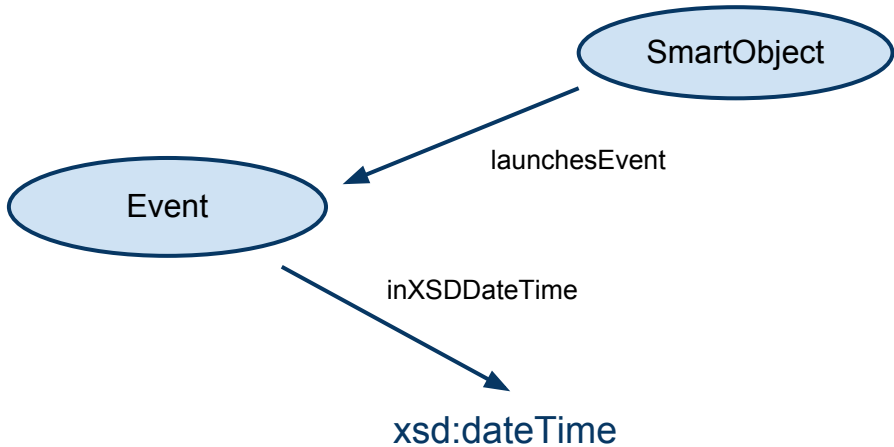 SmartObject
launchesEvent
Event
inXSDDateTime
xsd:dateTime